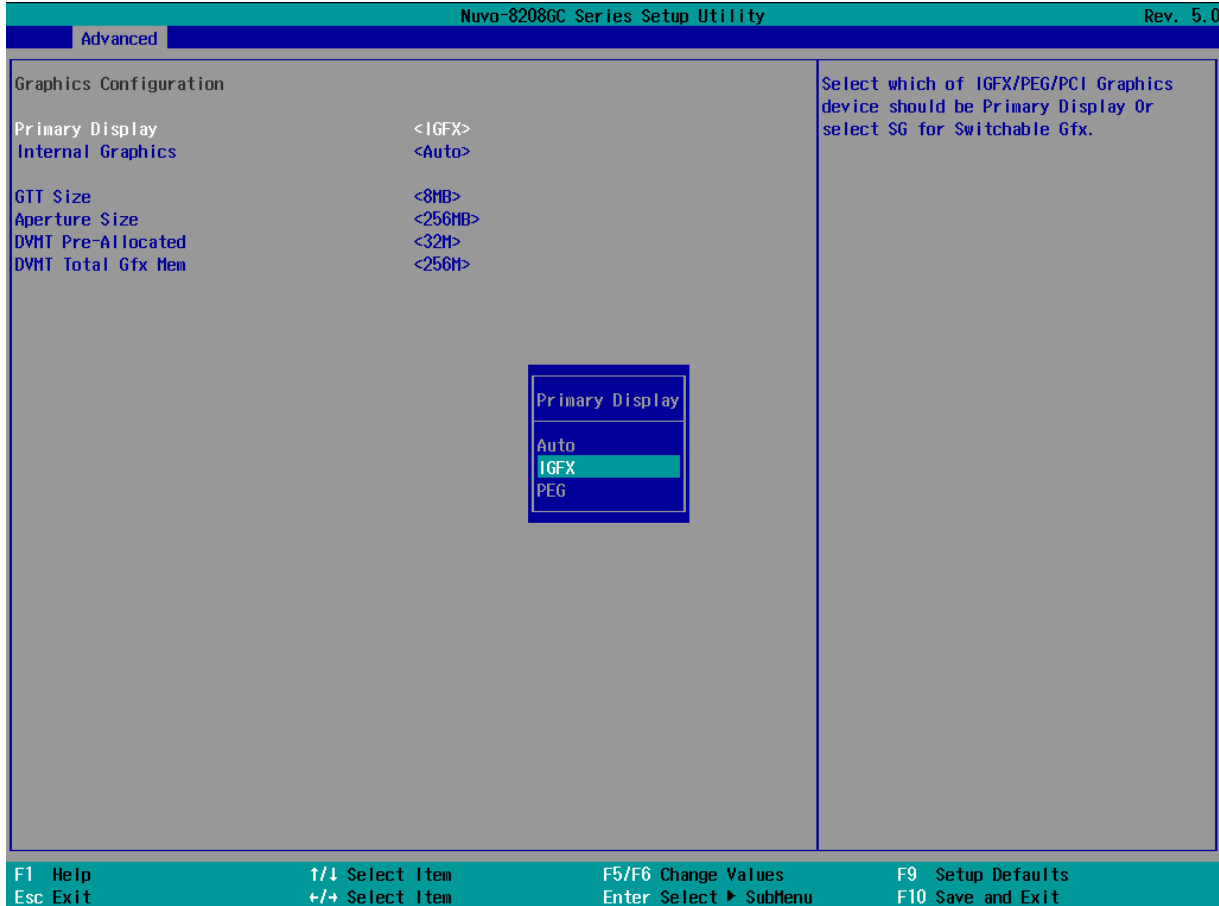 Nuvo-8208GC Series Setup Utility Rev. 5.0
Advanced
Graphics Configuration
Primary Display <IGFX>
Internal Graphics <Auto>
GTT Size <8MB>
Aperture Size <256MB>
DVMT Pre-Allocated <32M>
DVMT Total Gfx Mem <256M>
Select which of IGFX/PEG/PCI Graphics
device should be Primary Display Or
select SG for Switchable Gfx.
Primary Display
Auto
IGFX
PEG
F1 Help ↑/↓ Select Item F5/F6 Change Values F9 Setup Defaults
Esc Exit ←/→ Select Item Enter Select ▶ SubMenu F10 Save and Exit